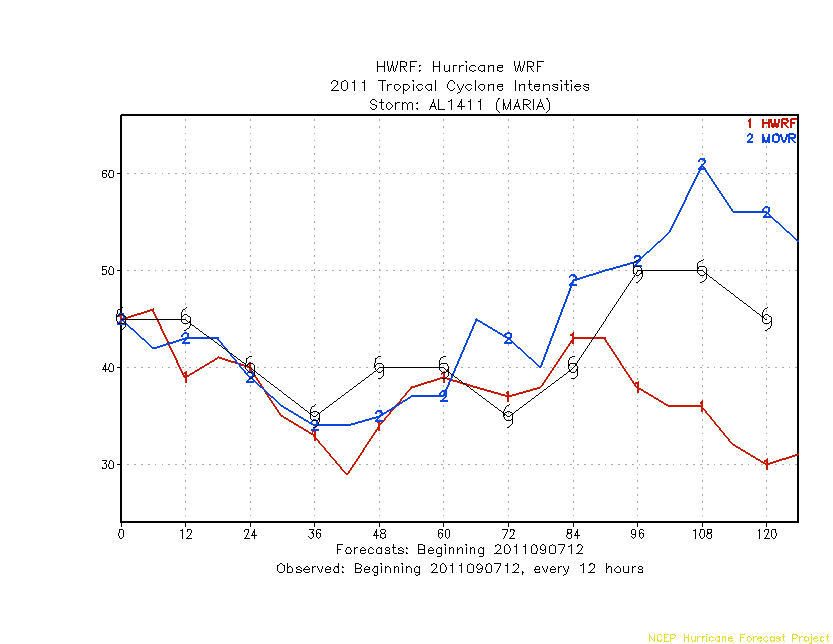 HWRF: Hurricane WRF
2011 Tropical Cyclone Intensities
Storm: AL1411 (MARIA)
1 HWRF
2 MOVR
60
50
40
30
0 12 24 36 48 60 72 84 96 108 120
Forecasts: Beginning 2011090712
Observed: Beginning 2011090712, every 12 hours
NCEP Hurricane Forecast Project